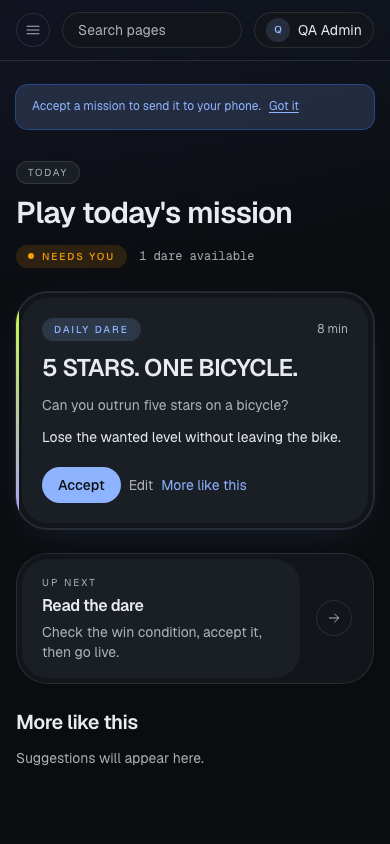 Search pages
Q
QA Admin
Accept a mission to send it to your phone. Got it
TODAY
Play today's mission
NEEDS YOU
1 dare available
DAILY DARE
8 min
5 STARS. ONE BICYCLE.
Can you outrun five stars on a bicycle?
Lose the wanted level without leaving the bike.
Accept Edit More like this
UP NEXT
Read the dare
Check the win condition, accept it,
then go live.
More like this
Suggestions will appear here.